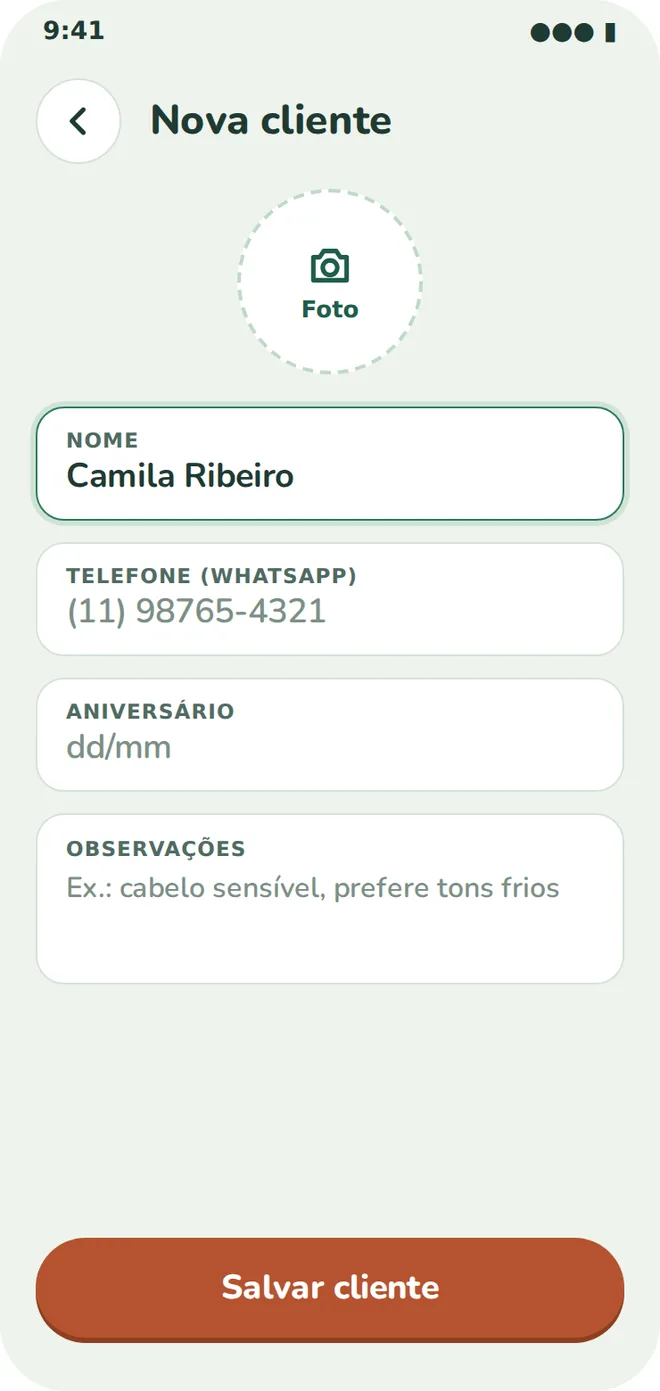 9:41
Nova cliente
Foto
NOME
Camila Ribeiro
TELEFONE (WHATSAPP)
(11) 98765-4321
ANIVERSÁRIO
dd/mm
OBSERVAÇÕES
Ex.: cabelo sensível, prefere tons frios
Salvar cliente